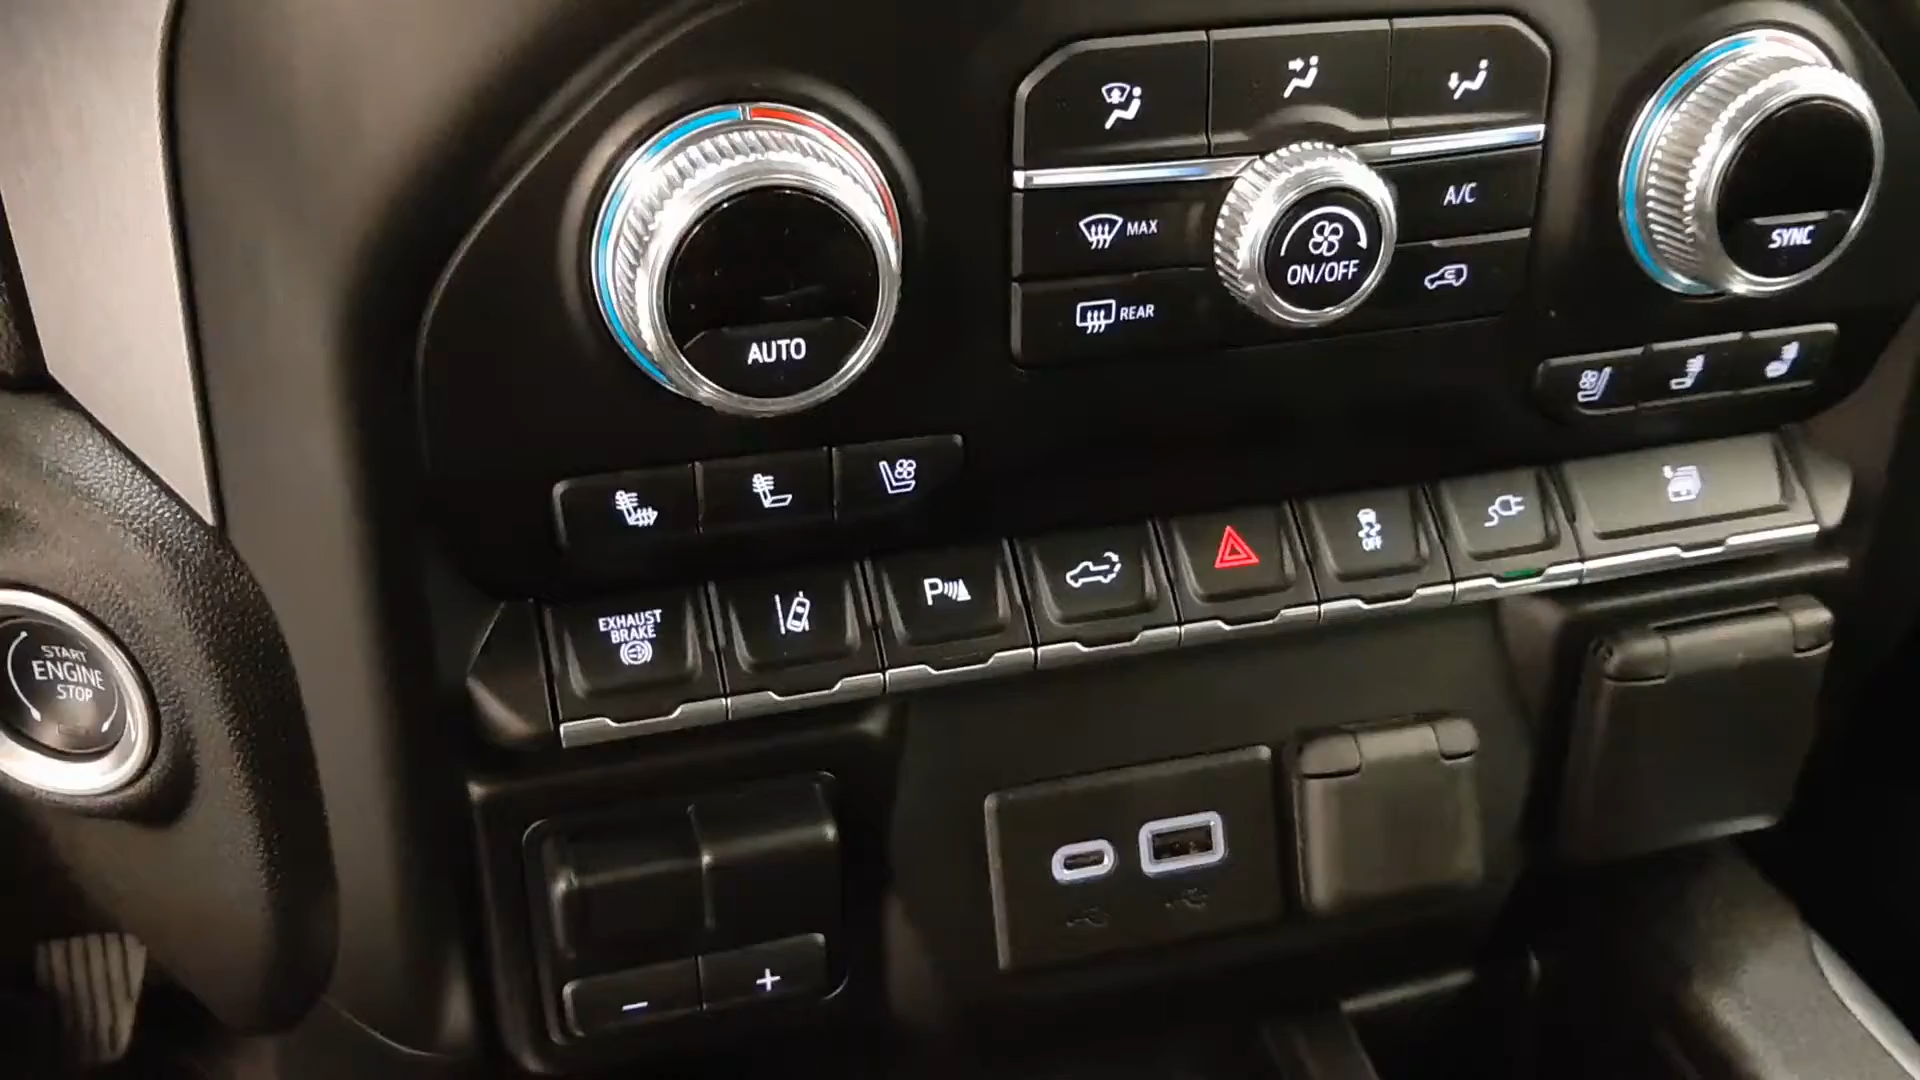 A/C
MAX
ON/OFF
SYNC
REAR
AUTO
OFF
P
EXHAUST
BRAKE
START
ENGINE
STOP
− +